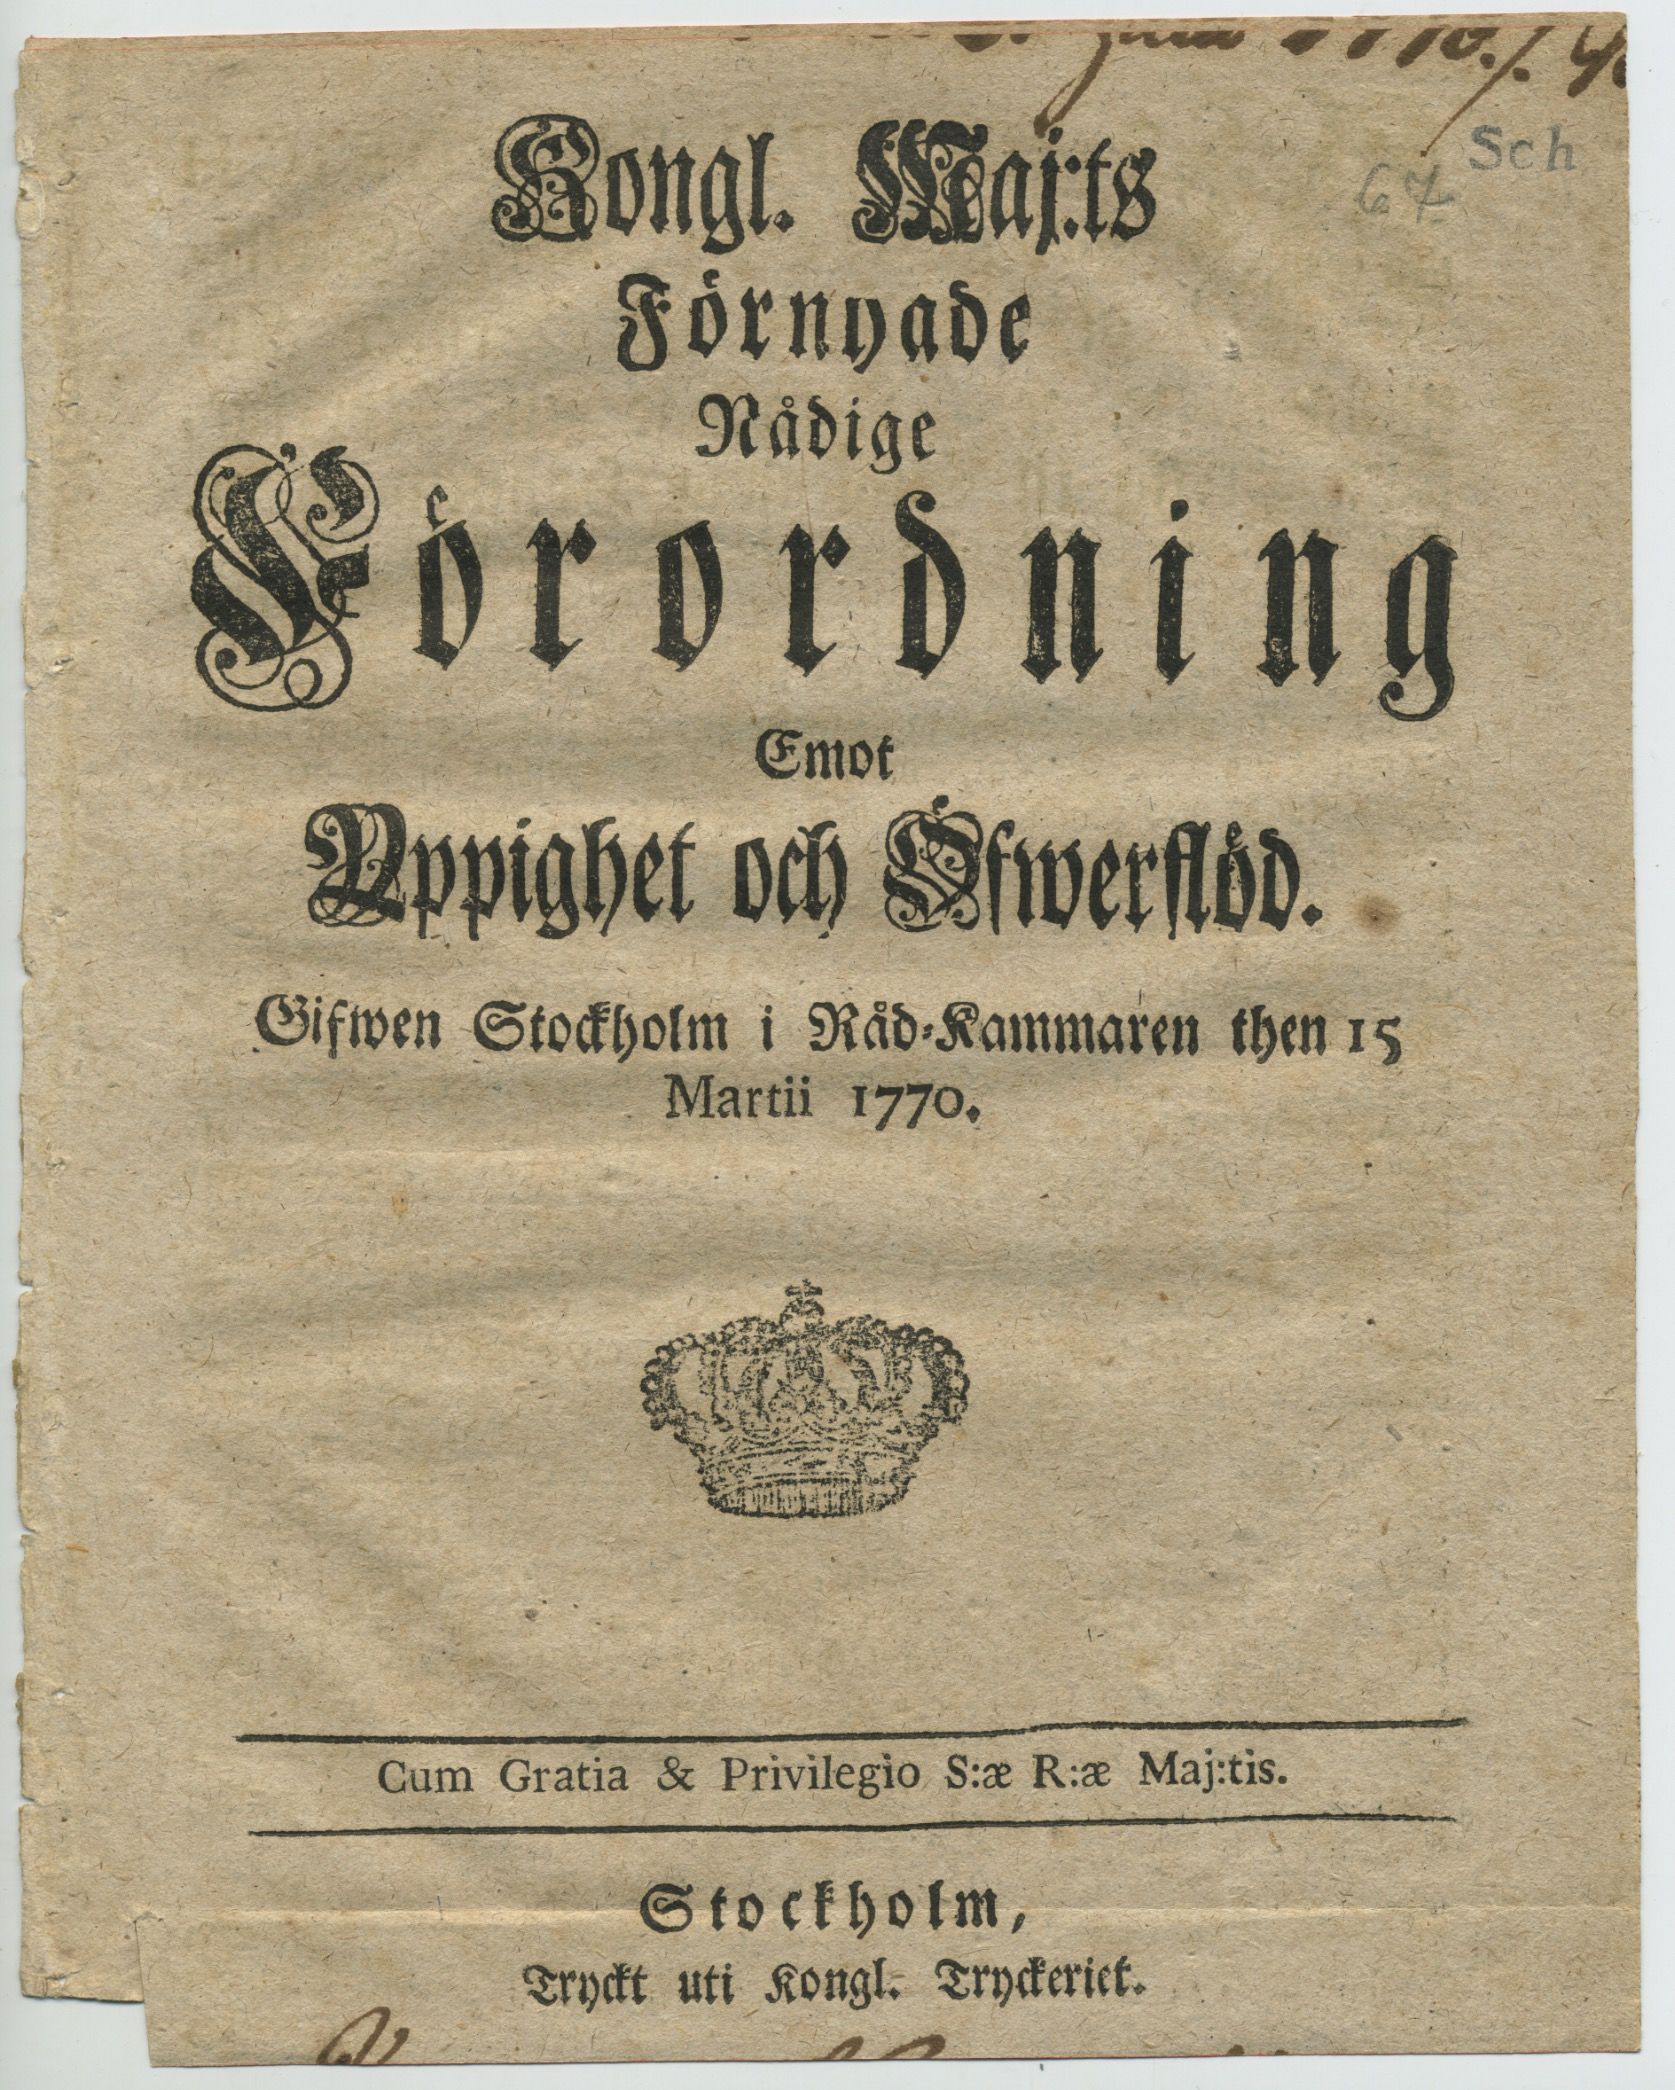 Sch
67
Kongl. Maj:ts
Förnyade
Nådige
Förordning
Emot
Yppighet och Öfwerflöd.
Gifwen Stockholm i Råd-Kammaren then 15
Martii 1770.
Cum Gratia & Privilegio S:æ R:æ Maj:tis.
Stockholm,
Tryckt uti Kongl. Tryckeriet.